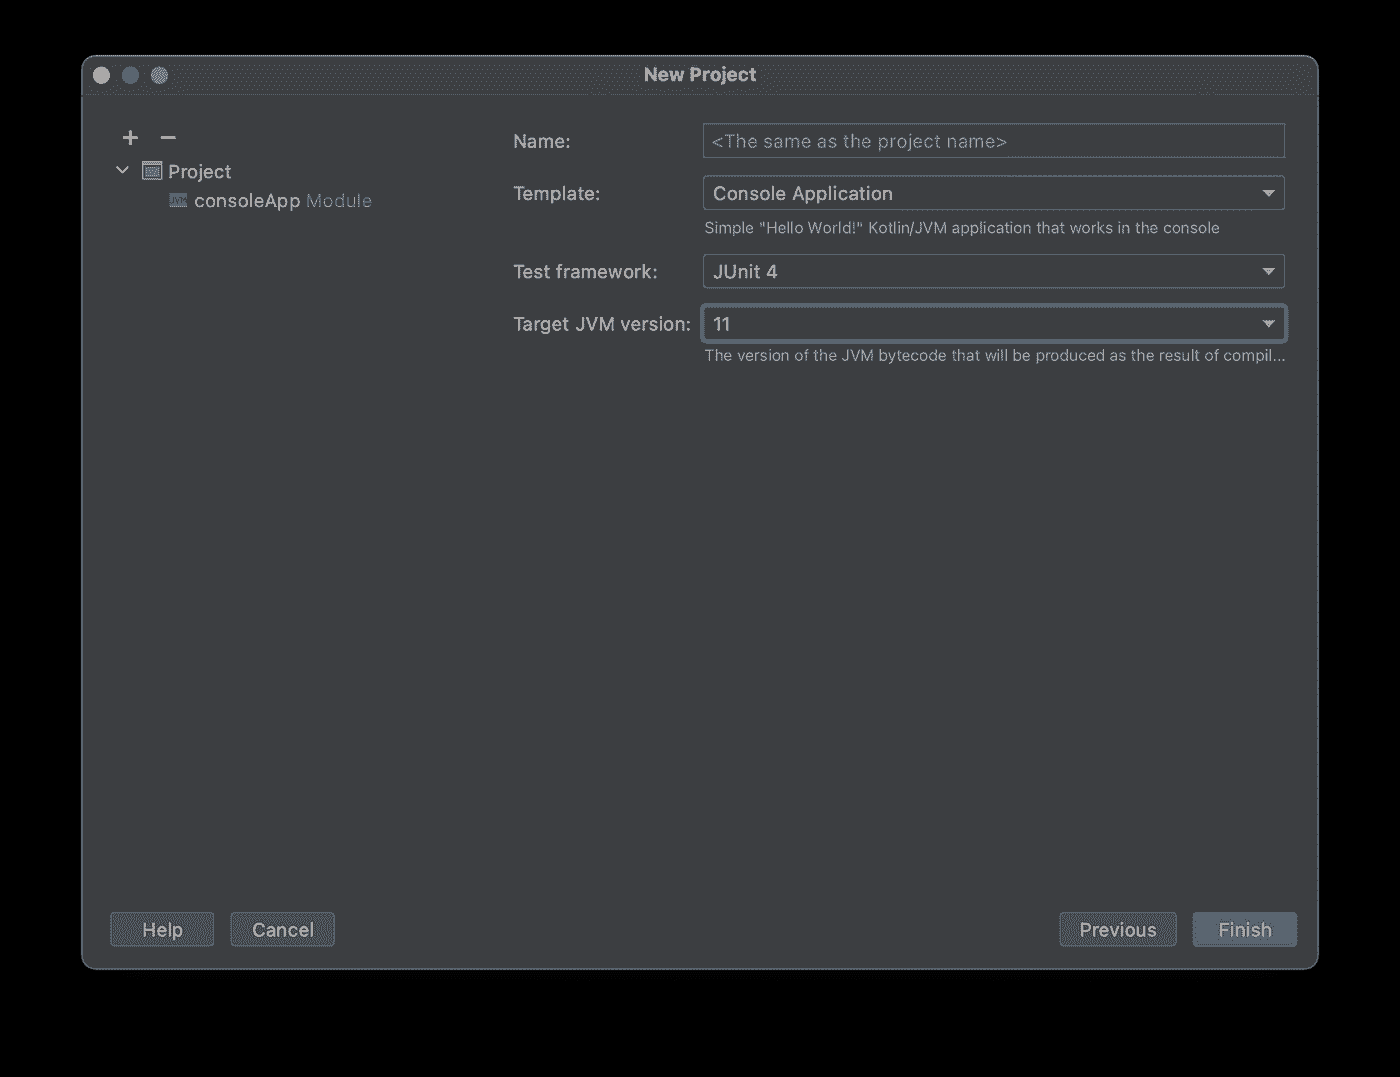 New Project
Project
consoleApp Module
Name: <The same as the project name>
Template: Console Application
Simple "Hello World!" Kotlin/JVM application that works in the console
Test framework: JUnit 4
Target JVM version: 11
The version of the JVM bytecode that will be produced as the result of compil...
Help Cancel Previous Finish